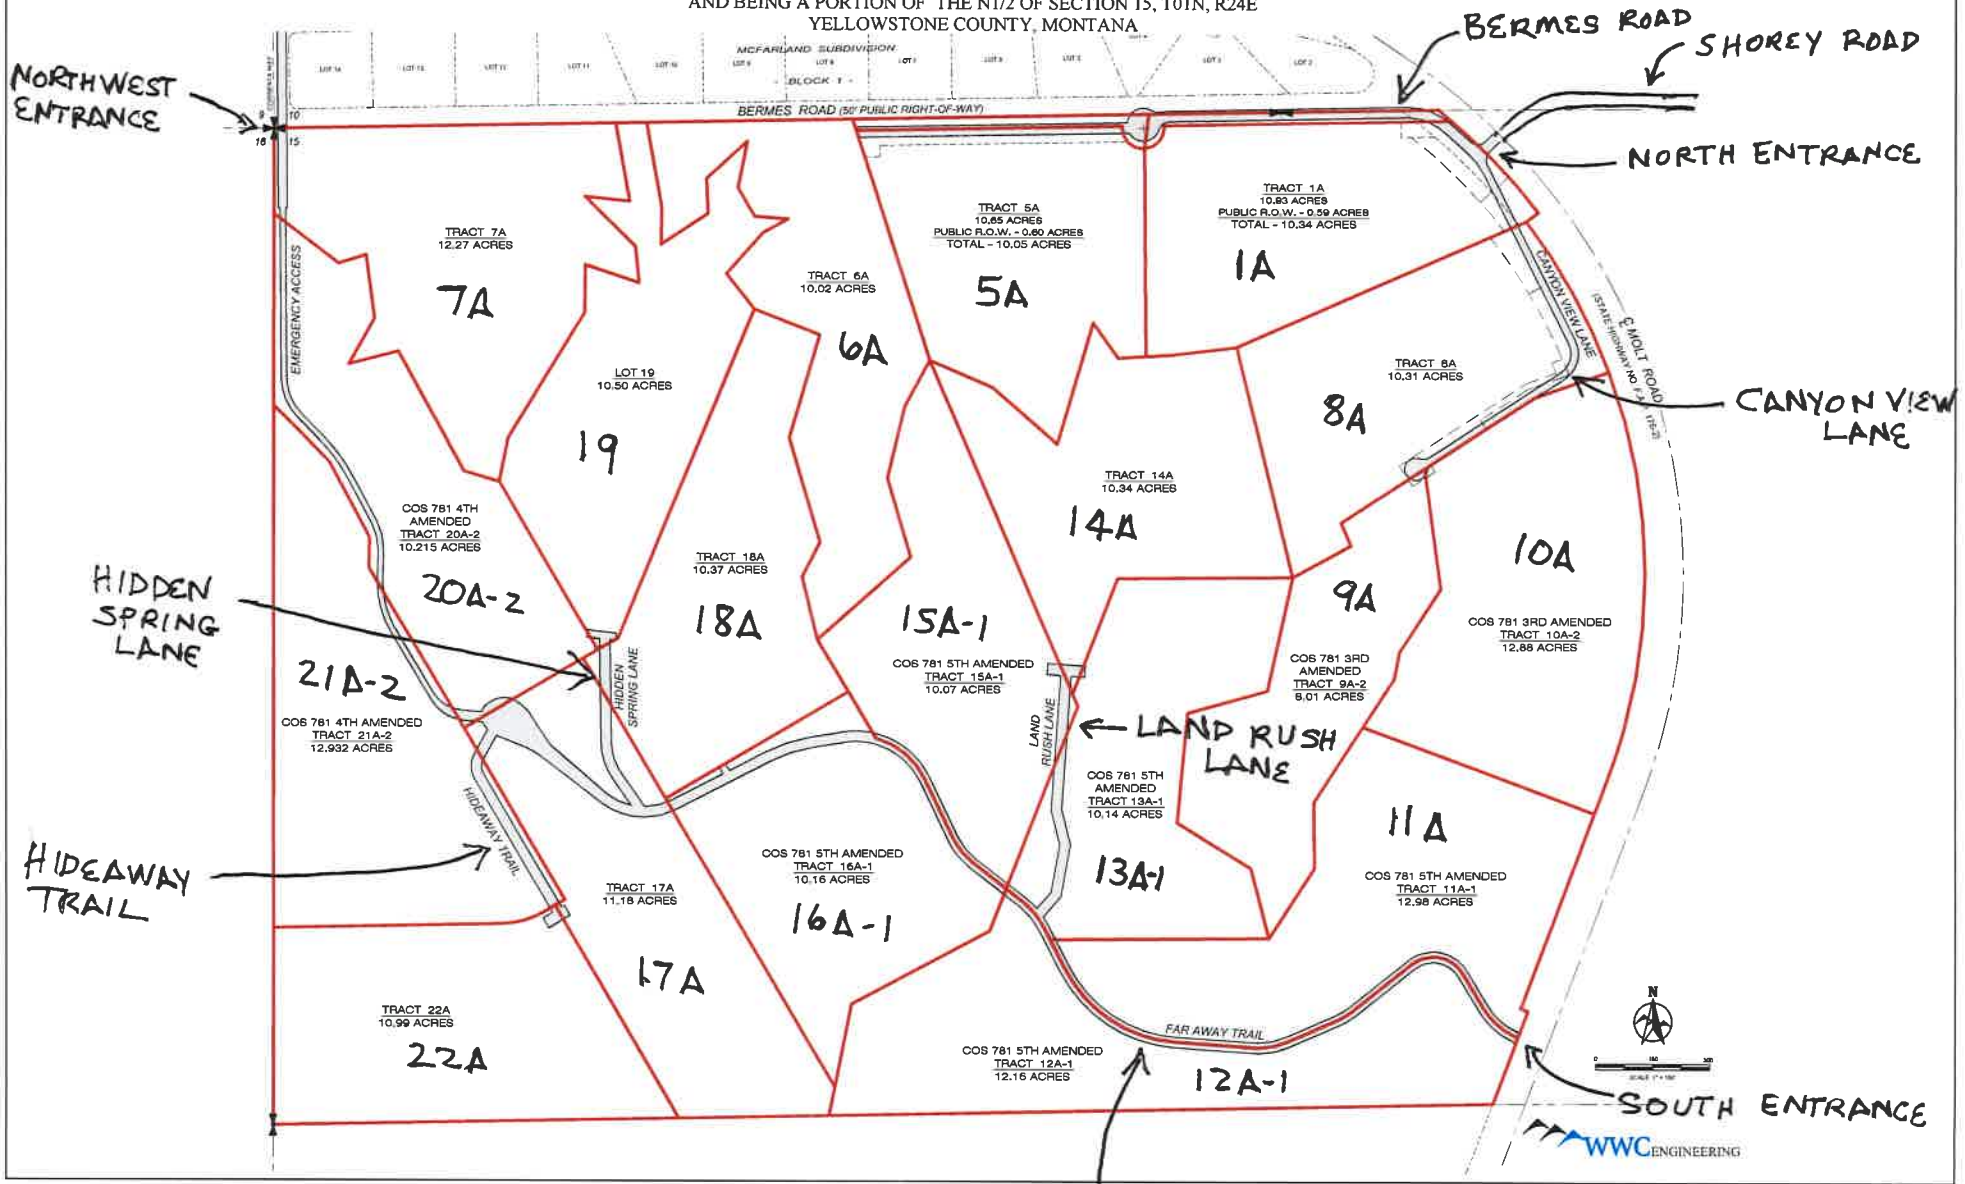 AND BEING A PORTION OF THE N1/2 OF SECTION 15, T01N, R24E
YELLOWSTONE COUNTY, MONTANA
BERMES ROAD
SHOREY ROAD
NORTHWEST
ENTRANCE
MCFARLAND SUBDIVISION
- BLOCK 1 -
BERMES ROAD (50' PUBLIC RIGHT-OF-WAY)
9
10
16
15
NORTH ENTRANCE
EMERGENCY ACCESS
TRACT 7A
12.27 ACRES
7A
TRACT 6A
10.02 ACRES
6A
TRACT 5A
10.65 ACRES
PUBLIC R.O.W. - 0.60 ACRES
TOTAL - 10.05 ACRES
5A
TRACT 1A
10.93 ACRES
PUBLIC R.O.W. - 0.59 ACRES
TOTAL - 10.34 ACRES
1A
CANYON VIEW LANE
℄ MOLT ROAD
LOT 19
10.50 ACRES
19
TRACT 8A
10.31 ACRES
8A
CANYON VIEW
LANE
COS 781 4TH
AMENDED
TRACT 20A-2
10.215 ACRES
20A-2
TRACT 18A
10.37 ACRES
18A
TRACT 14A
10.34 ACRES
14A
HIDDEN
SPRING
LANE
HIDDEN
SPRING LANE
15A-1
COS 781 5TH AMENDED
TRACT 15A-1
10.07 ACRES
9A
COS 781 3RD
AMENDED
TRACT 9A-2
10A
COS 781 3RD AMENDED
TRACT 10A-2
12.88 ACRES
21A-2
COS 781 4TH AMENDED
TRACT 21A-2
12.932 ACRES
LAND
RUSH LANE
LAND RUSH
LANE
COS 781 5TH
AMENDED
TRACT 13A-1
10.14 ACRES
13A-1
HIDEAWAY
TRAIL
HIDEAWAY TRAIL
TRACT 17A
11.18 ACRES
17A
COS 781 5TH AMENDED
TRACT 16A-1
10.16 ACRES
16A-1
11A
COS 781 5TH AMENDED
TRACT 11A-1
12.98 ACRES
TRACT 22A
10.99 ACRES
22A
FAR AWAY TRAIL
COS 781 5TH AMENDED
TRACT 12A-1
12.16 ACRES
12A-1
N
SOUTH ENTRANCE
WWC ENGINEERING